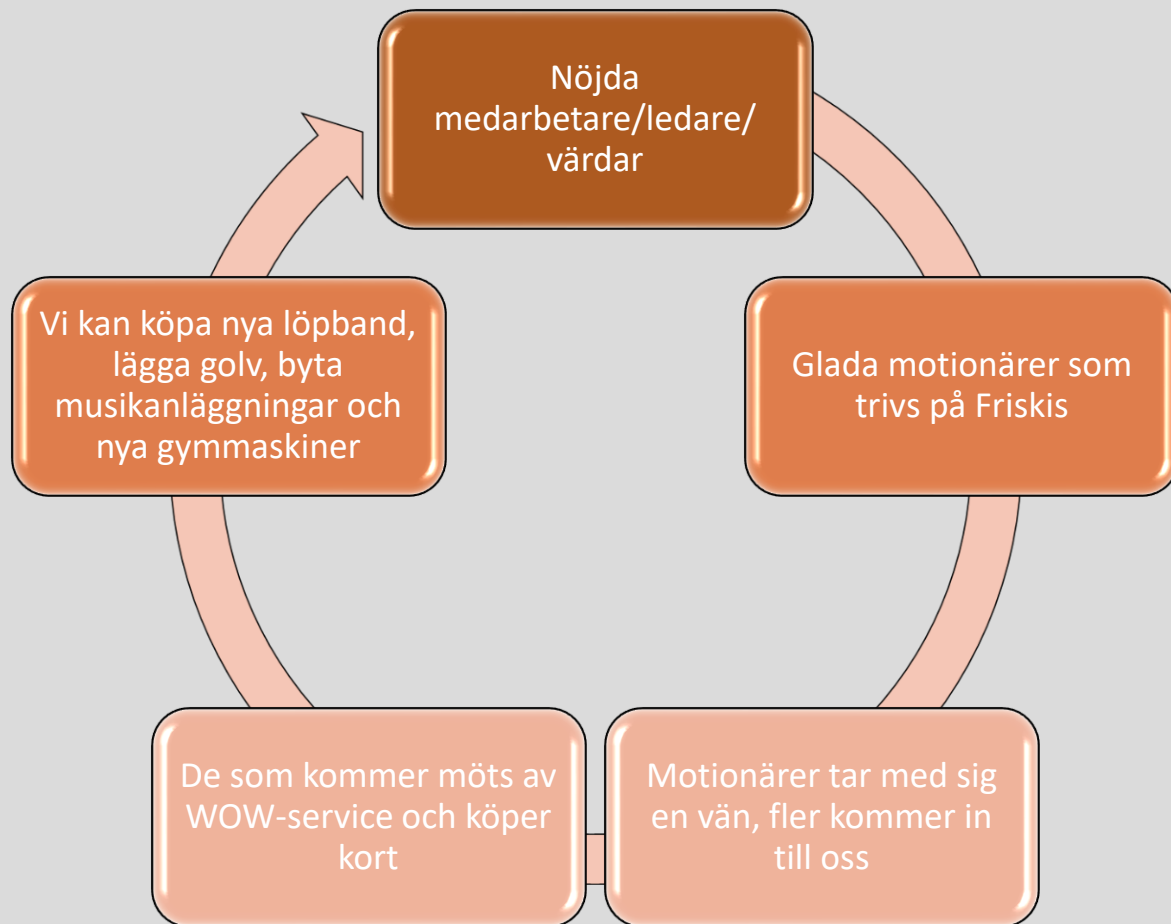 Nöjda
medarbetare/ledare/
värdar
Glada motionärer som
trivs på Friskis
Motionärer tar med sig
en vän, fler kommer in
till oss
De som kommer möts av
WOW-service och köper
kort
Vi kan köpa nya löpband,
lägga golv, byta
musikanläggningar och
nya gymmaskiner